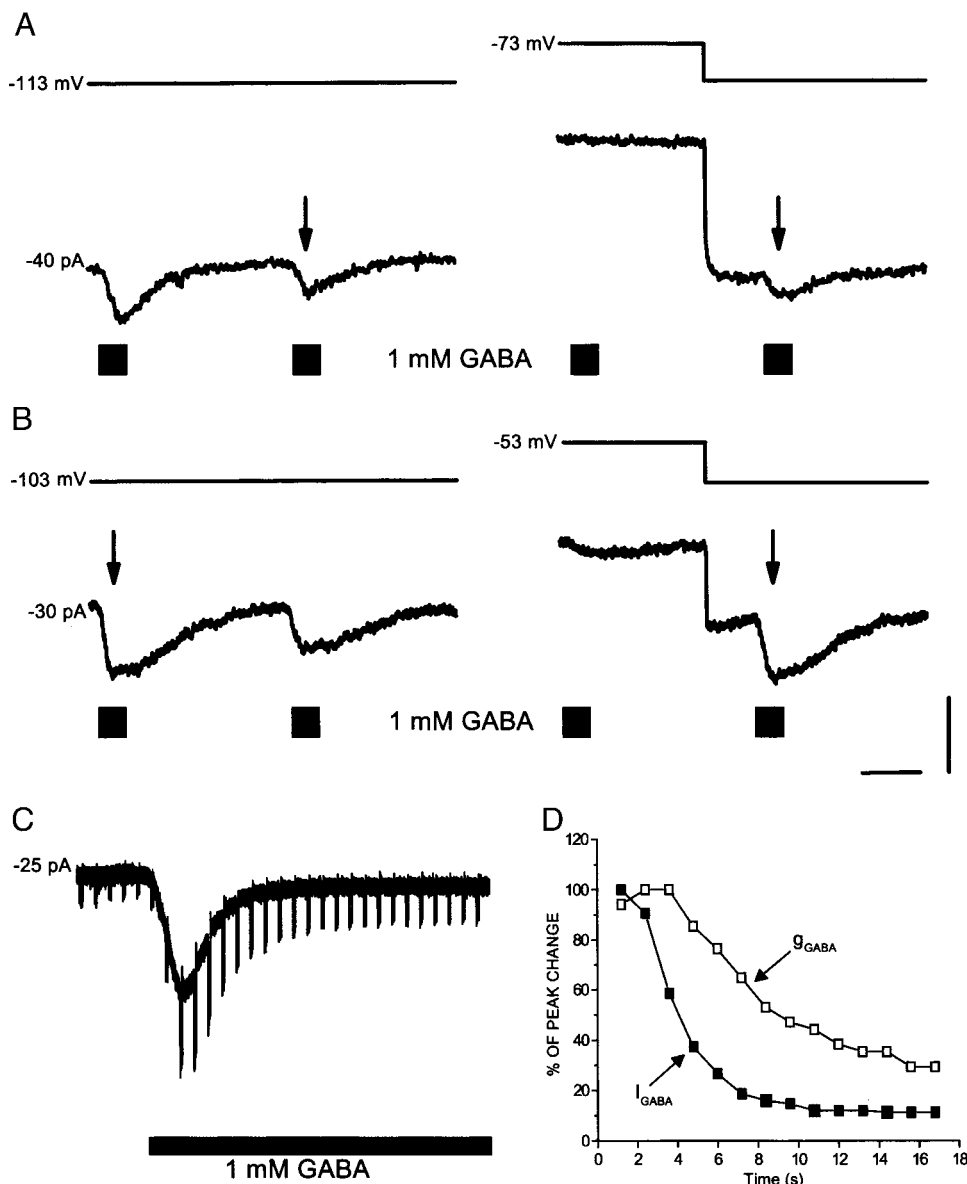 A
-113 mV
-73 mV
-40 pA
1 mM GABA
B
-103 mV
-53 mV
-30 pA
1 mM GABA
C
-25 pA
1 mM GABA
D
% OF PEAK CHANGE
120
100
80
60
40
20
0
gGABA
IGABA
0 2 4 6 8 10 12 14 16 18
Time (s)